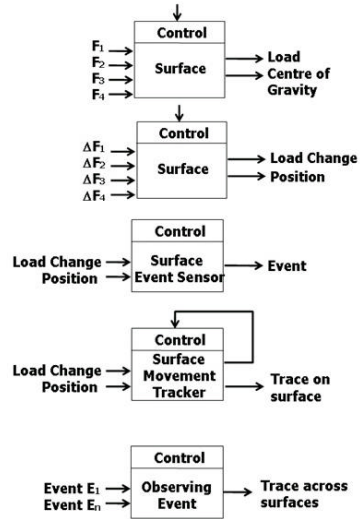 Control
F1
F2
F3
F4
Surface
Load
Centre of
Gravity
Control
ΔF1
ΔF2
ΔF3
ΔF4
Surface
Load Change
Position
Control
Load Change
Position
Surface
Event Sensor
Event
Control
Load Change
Position
Surface
Movement
Tracker
Trace on
surface
Control
Event E1
Event En
Observing
Event
Trace across
surfaces